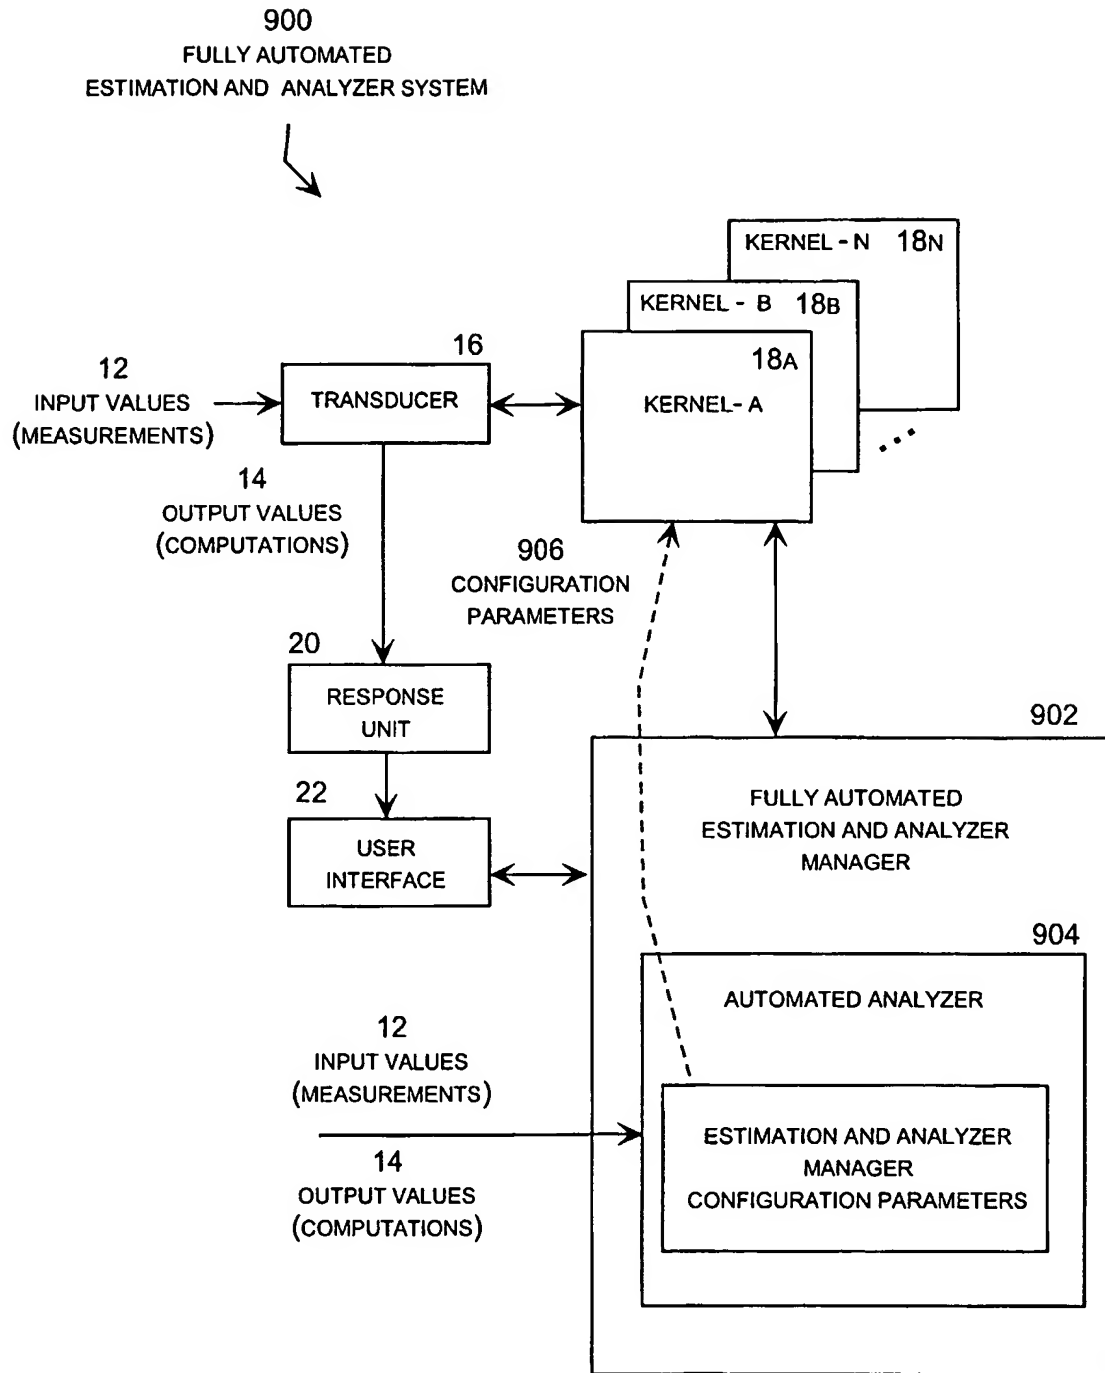 900
FULLY AUTOMATED
ESTIMATION AND ANALYZER SYSTEM
KERNEL - N 18N
KERNEL - B 18B
18A
KERNEL - A
16
TRANSDUCER
12
INPUT VALUES
(MEASUREMENTS)
14
OUTPUT VALUES
(COMPUTATIONS)
906
CONFIGURATION
PARAMETERS
20
RESPONSE
UNIT
22
USER
INTERFACE
902
FULLY AUTOMATED
ESTIMATION AND ANALYZER
MANAGER
904
AUTOMATED ANALYZER
12
INPUT VALUES
(MEASUREMENTS)
14
OUTPUT VALUES
(COMPUTATIONS)
ESTIMATION AND ANALYZER
MANAGER
CONFIGURATION PARAMETERS